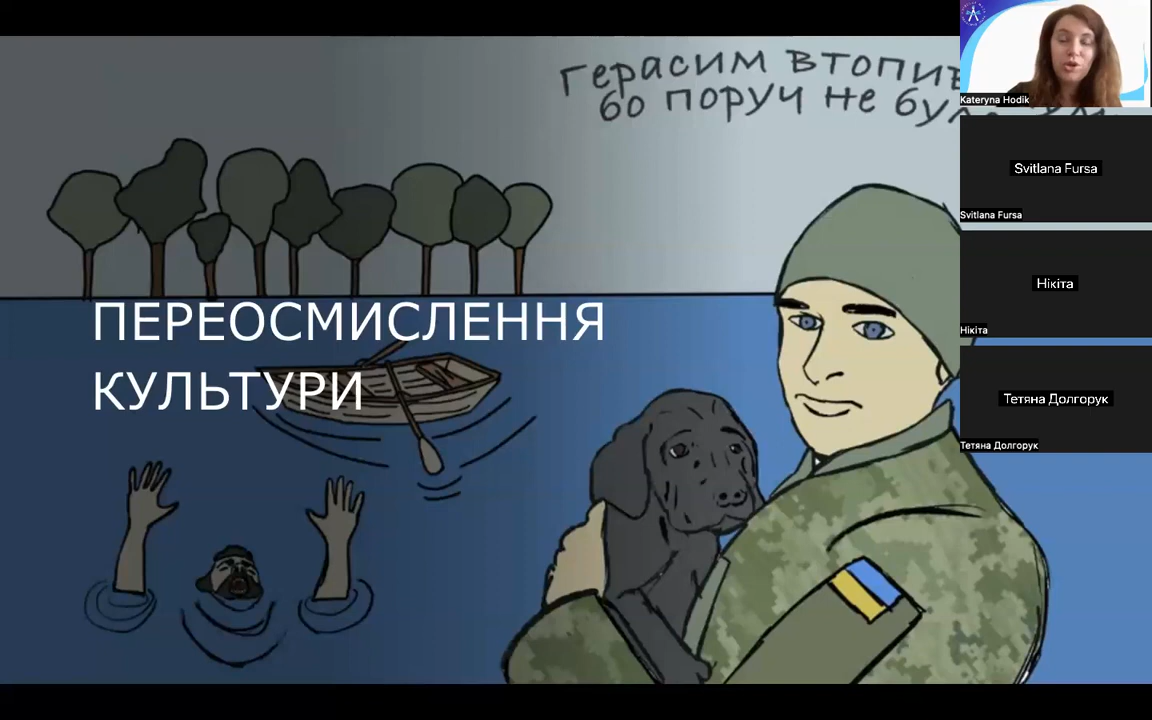 Герасим втопив
бо поруч не було
ПЕРЕОСМИСЛЕННЯ
КУЛЬТУРИ
Kateryna Hodik
Svitlana Fursa
Svitlana Fursa
Нікіта
Нікіта
Тетяна Долгорук
Тетяна Долгорук